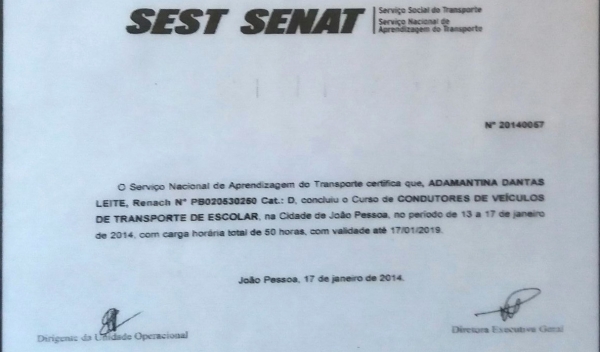 SEST SENAT
Serviço Social do Transporte
Serviço Nacional de
Aprendizagem do Transporte
Nº 20140067
O Serviço Nacional de Aprendizagem do Transporte certifica que, ADAMANTINA DANTAS
LEITE, Renach Nº PB020530260 Cat.: D, concluiu o Curso de CONDUTORES DE VEÍCULOS
DE TRANSPORTE DE ESCOLAR, na Cidade de João Pessoa, no período de 13 a 17 de janeiro
de 2014, com carga horária total de 50 horas, com validade até 17/01/2019.
João Pessoa, 17 de janeiro de 2014.
Dirigente da Unidade Operacional
Diretora Executiva Geral